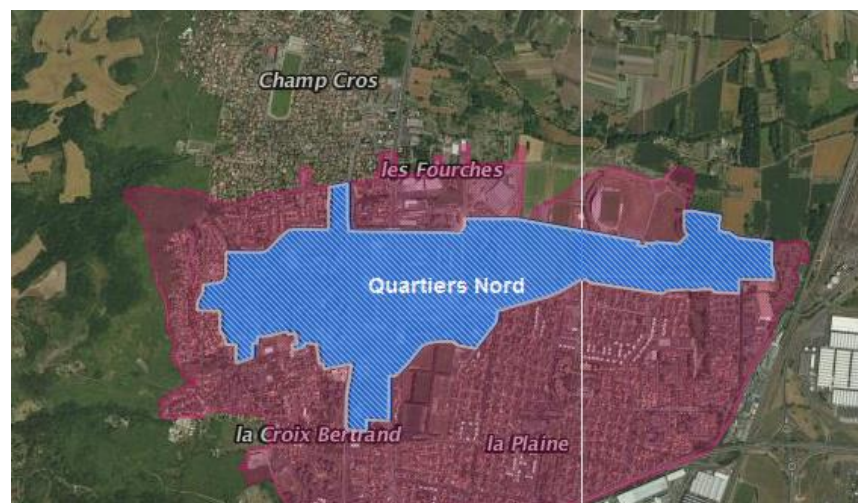 Champ Cros
les Fourches
Quartiers Nord
la Croix Bertrand
la Plaine